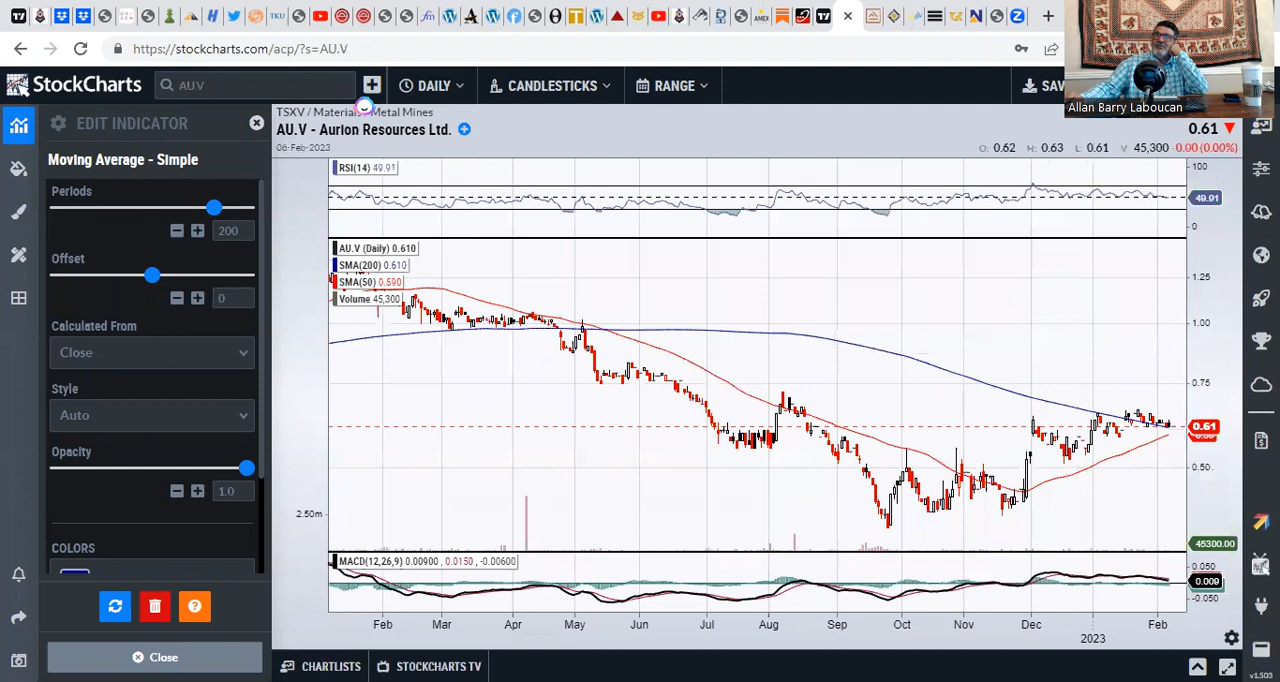 https://stockcharts.com/acp/?s=AU.V
StockCharts
AU.V
DAILY
CANDLESTICKS
RANGE
SAV
Allan Barry Laboucan
EDIT INDICATOR
Moving Average - Simple
Periods
200
Offset
0
Calculated From
Close
Style
Auto
Opacity
1.0
COLORS
Close
TSXV / Materials / Metal Mines
AU.V - Aurion Resources Ltd.
06-Feb-2023
0.61
O: 0.62 H: 0.63 L: 0.61 V: 45,300 -0.00 (0.00%)
RSI(14) 49.91
100
49.91
0
AU.V (Daily) 0.610
SMA(200) 0.610
SMA(50) 0.590
Volume 45,300
1.25
1.00
0.75
0.61
0.50
2.50m
45300.00
MACD(12,26,9) 0.00900 , 0.0150 , -0.00600
0.050
0.009
-0.050
Feb Mar Apr May Jun Jul Aug Sep Oct Nov Dec 2023 Feb
CHARTLISTS
STOCKCHARTS TV
v1.503